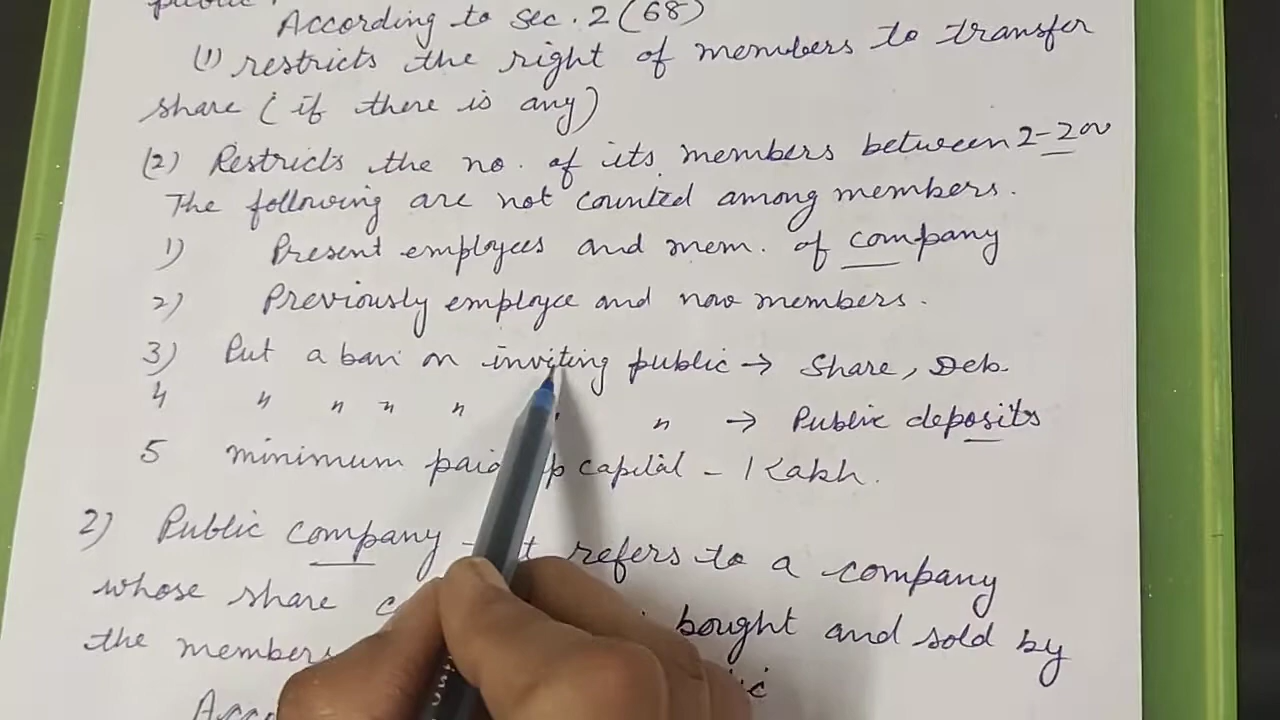 public
According to sec. 2 (68)
(1) restricts the right of members to transfer
share (if there is any)
(2) Restricts the no. of its members between 2-200
The following are not counted among members.
1) Present employees and mem. of company
2) Previously employee and now members.
3) Put a ban on inviting public → Share, Deb.
4 " " " " " → Public deposits
5 minimum paid up capital - 1 Lakh.
2) Public company - It refers to a company
whose share bought and sold by
the members